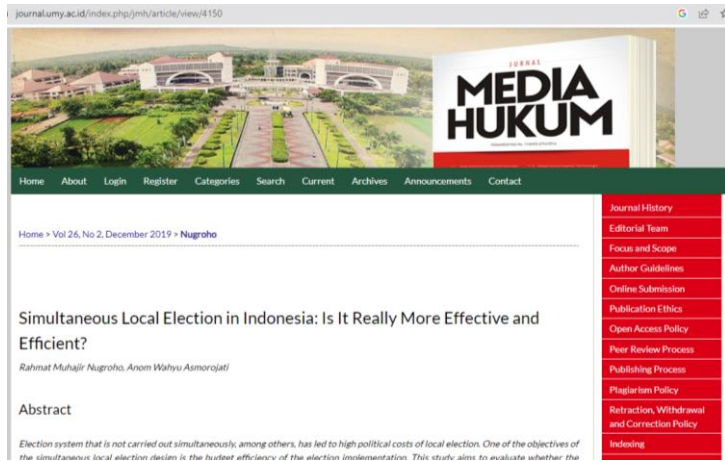 journal.umy.ac.id/index.php/jmh/article/view/4150
JURNAL
MEDIA
HUKUM
Home About Login Register Categories Search Current Archives Announcements Contact
Home > Vol 26, No 2, December 2019 > Nugroho
Simultaneous Local Election in Indonesia: Is It Really More Effective and
Efficient?
Rahmat Muhajir Nugroho, Anom Wahyu Asmorojati
Abstract
Election system that is not carried out simultaneously, among others, has led to high political costs of local election. One of the objectives of
the simultaneous local election design is the budget efficiency of the election implementation. This study aims to evaluate whether the
Journal History
Editorial Team
Focus and Scope
Author Guidelines
Online Submission
Publication Ethics
Open Access Policy
Peer Review Process
Publishing Process
Plagiarism Policy
Retraction, Withdrawal
and Correction Policy
Indexing